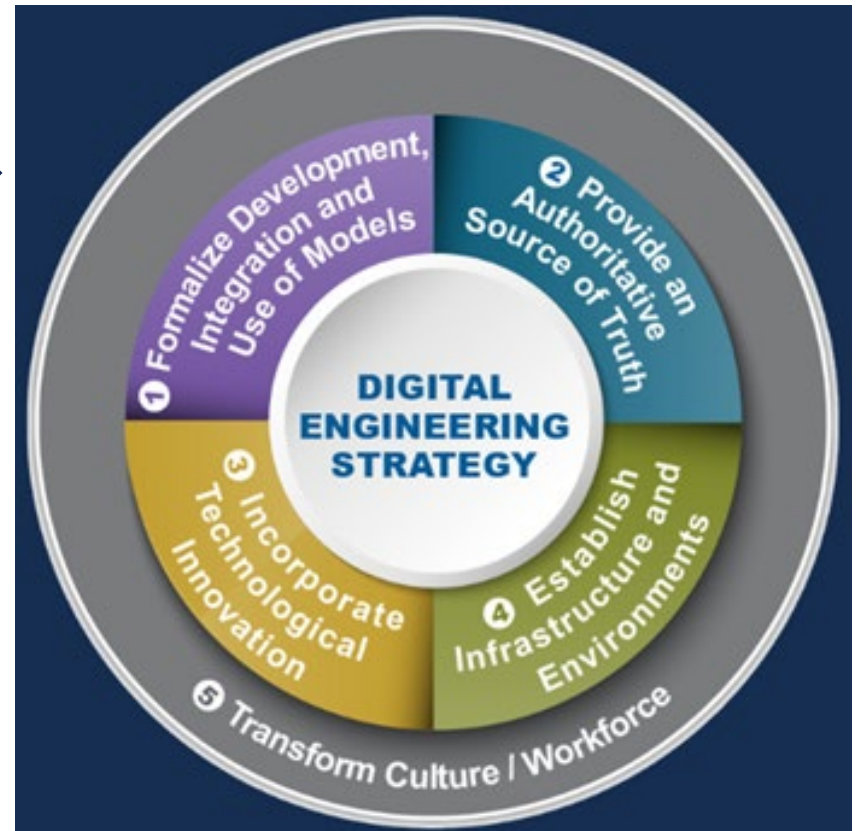 DIGITAL
ENGINEERING
STRATEGY
1 Formalize Development,
Integration and
Use of Models
2 Provide an
Authoritative
Source of Truth
3 Incorporate
Technological
Innovation
4 Establish
Infrastructure and
Environments
5 Transform Culture / Workforce